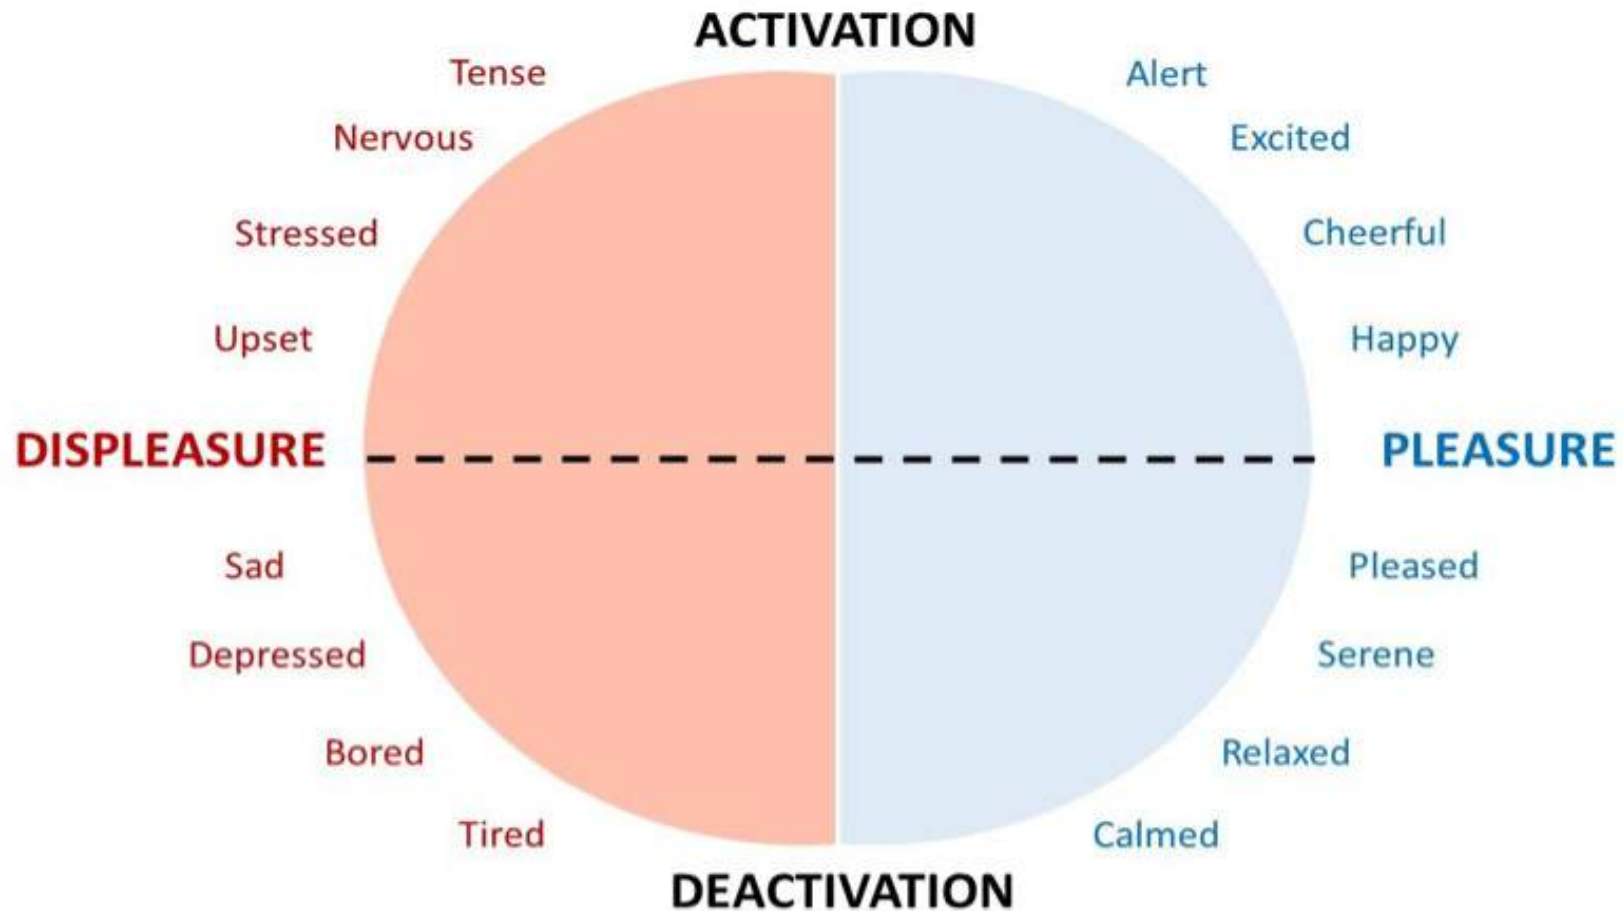 ACTIVATION
Tense
Alert
Nervous
Excited
Stressed
Cheerful
Upset
Happy
DISPLEASURE
PLEASURE
Sad
Pleased
Depressed
Serene
Bored
Relaxed
Tired
Calmed
DEACTIVATION